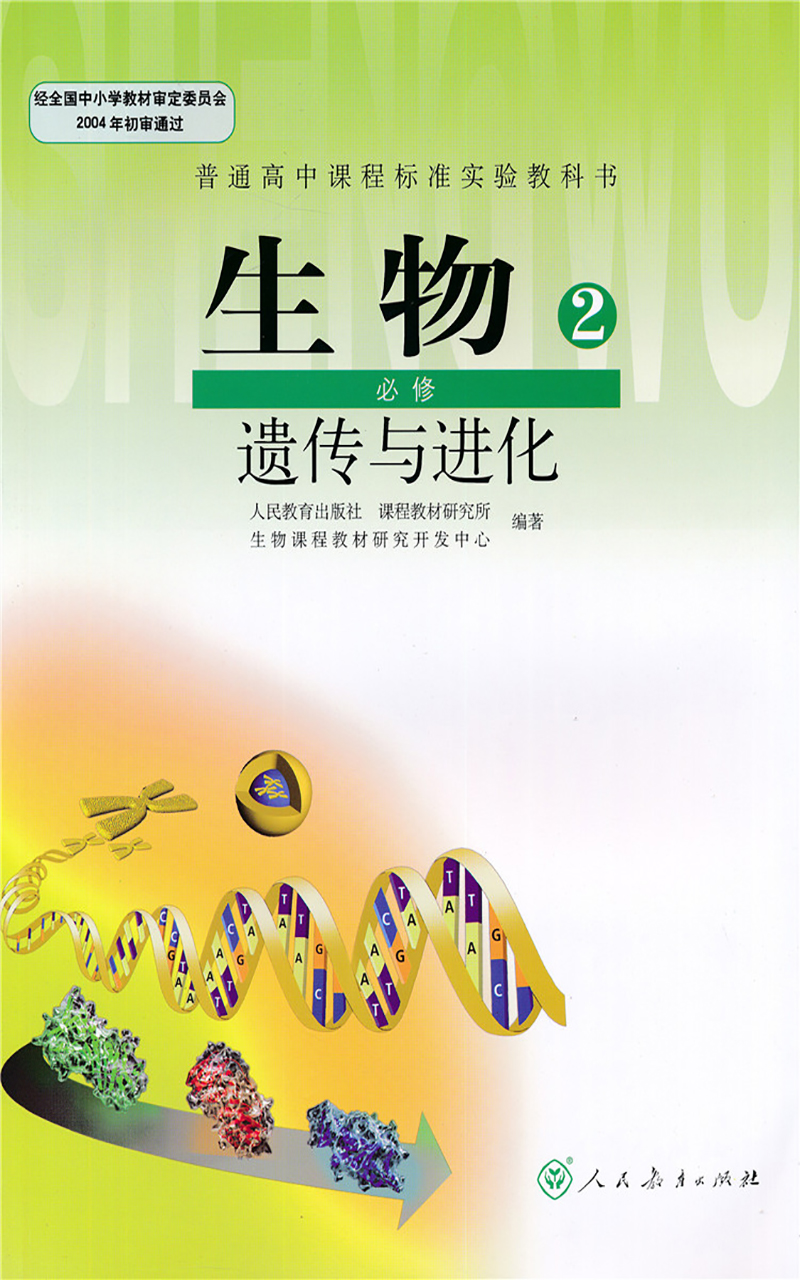 SHENGWU
经全国中小学教材审定委员会
2004年初审通过
普通高中课程标准实验教科书
生物 2
必修
遗传与进化
人民教育出版社 课程教材研究所
生物课程教材研究开发中心
编著
人民教育出版社